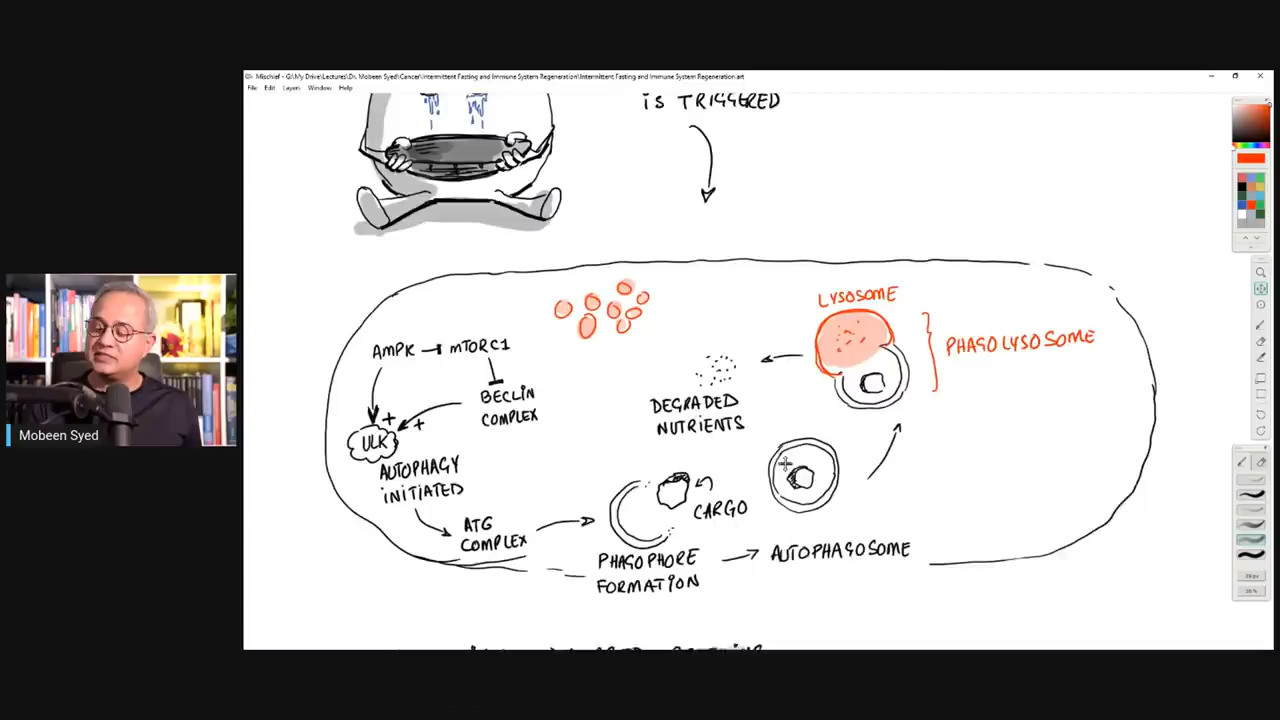 Mischief - G:\My Drive\Lectures\Dr. Mobeen Syed\Cancer\Intermittent Fasting and Immune System Regeneration\Intermittent Fasting and Immune System Regeneration.art
File Edit Layers Window Help
IS TRIGGERED
LYSOSOME
PHAGOLYSOSOME
AMPK mTORC1
BECLIN
COMPLEX
+
+
ULK
AUTOPHAGY
INITIATED
ATG
COMPLEX
DEGRADED
NUTRIENTS
CARGO
PHAGOPHORE
FORMATION
AUTOPHAGOSOME
Mobeen Syed